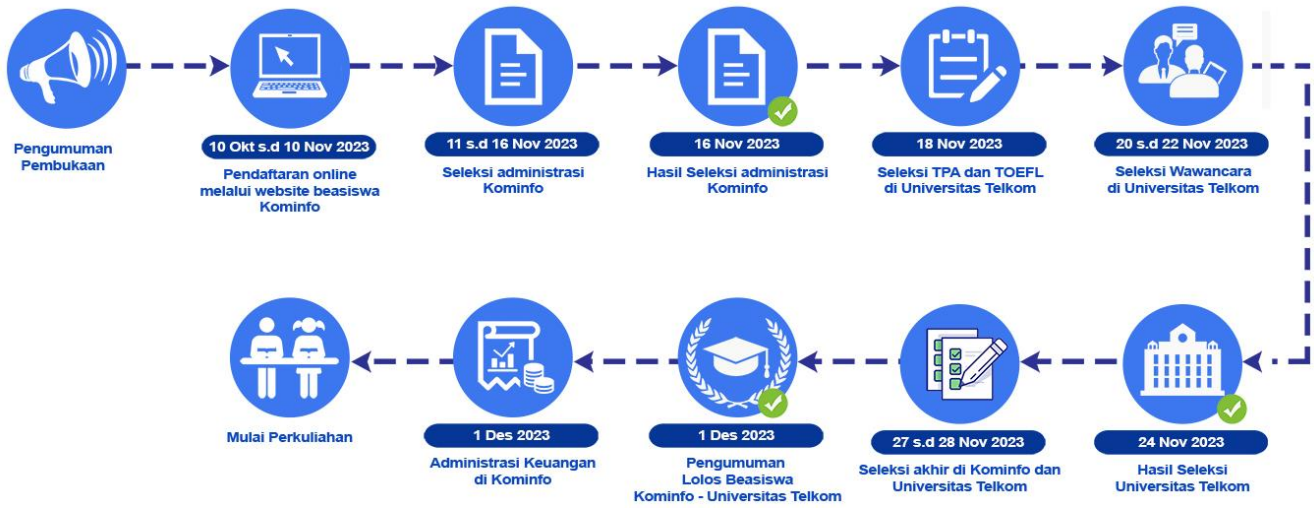 Pengumuman
Pembukaan
10 Okt s.d 10 Nov 2023
Pendaftaran online
melalui website beasiswa
Kominfo
11 s.d 16 Nov 2023
Seleksi administrasi
Kominfo
16 Nov 2023
Hasil Seleksi administrasi
Kominfo
18 Nov 2023
Seleksi TPA dan TOEFL
di Universitas Telkom
20 s.d 22 Nov 2023
Seleksi Wawancara
di Universitas Telkom
24 Nov 2023
Hasil Seleksi
Universitas Telkom
27 s.d 28 Nov 2023
Seleksi akhir di Kominfo dan
Universitas Telkom
1 Des 2023
Pengumuman
Lolos Beasiswa
Kominfo - Universitas Telkom
1 Des 2023
Administrasi Keuangan
di Kominfo
Mulai Perkuliahan